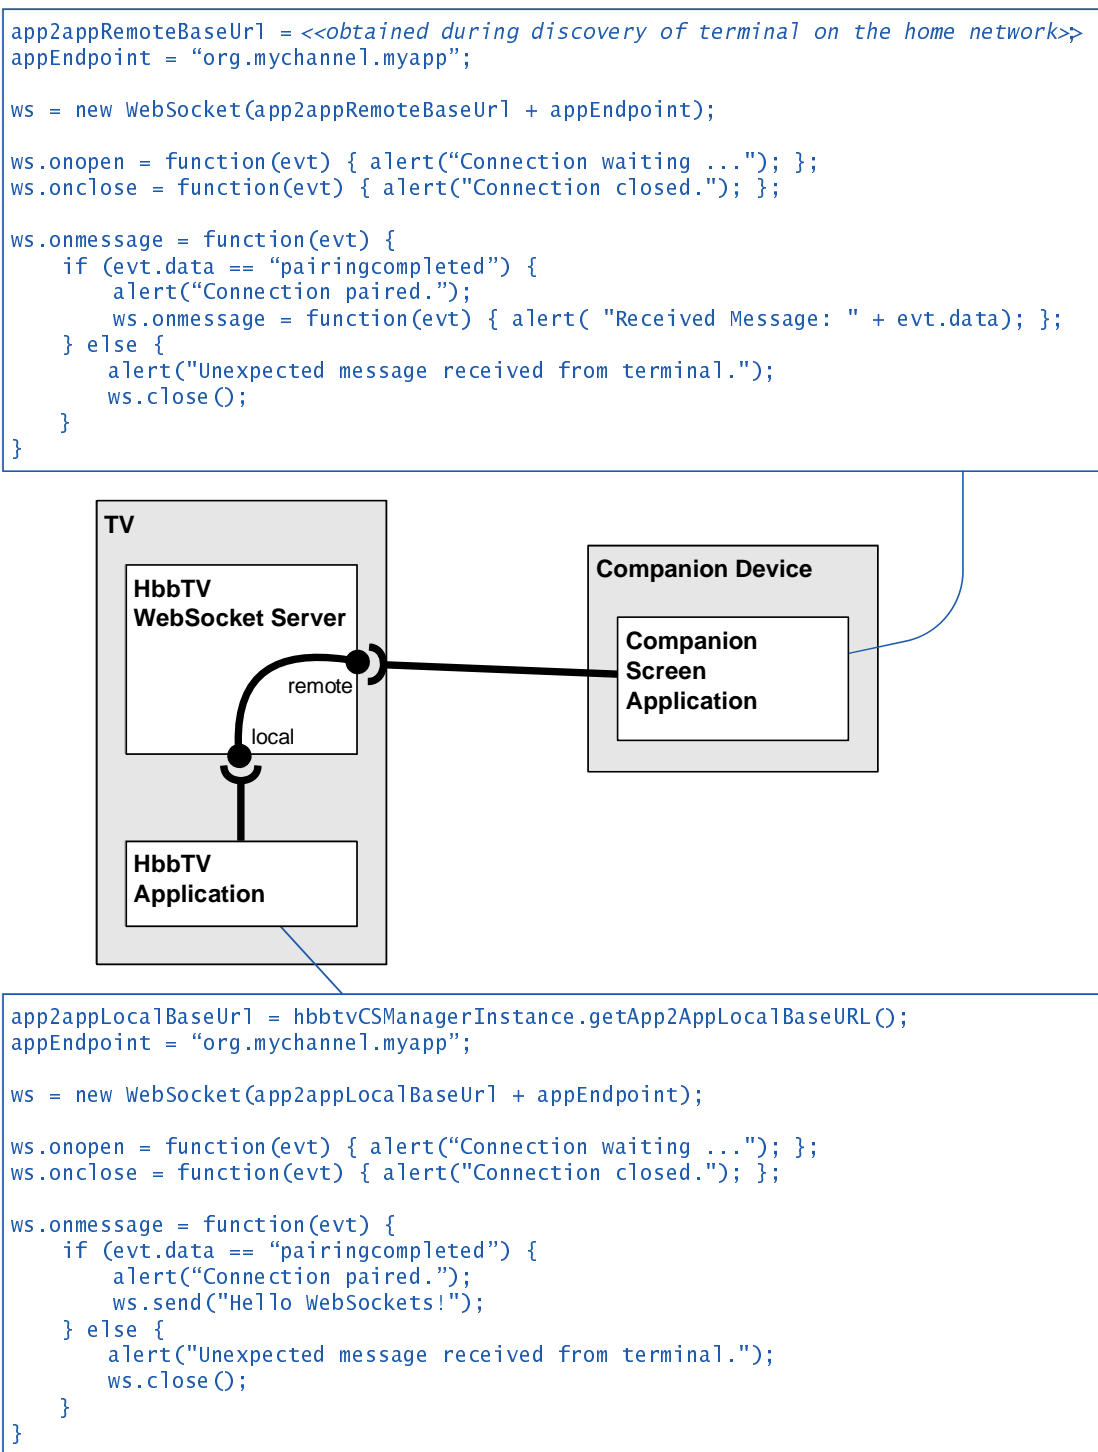 app2appRemoteBaseUrl = <<obtained during discovery of terminal on the home network>>;
appEndpoint = “org.mychannel.myapp”;
ws = new WebSocket(app2appRemoteBaseUrl + appEndpoint);
ws.onopen = function(evt) { alert(“Connection waiting ..."); };
ws.onclose = function(evt) { alert("Connection closed."); };
ws.onmessage = function(evt) {
if (evt.data == “pairingcompleted”) {
alert(“Connection paired.”);
ws.onmessage = function(evt) { alert( "Received Message: " + evt.data); };
} else {
alert("Unexpected message received from terminal.");
ws.close();
}
}
TV
HbbTV
WebSocket Server
remote
local
HbbTV
Application
Companion Device
Companion
Screen
Application
app2appLocalBaseUrl = hbbtvCSManagerInstance.getApp2AppLocalBaseURL();
appEndpoint = “org.mychannel.myapp”;
ws = new WebSocket(app2appLocalBaseUrl + appEndpoint);
ws.onopen = function(evt) { alert(“Connection waiting ..."); };
ws.onclose = function(evt) { alert("Connection closed."); };
ws.onmessage = function(evt) {
if (evt.data == “pairingcompleted”) {
alert(“Connection paired.”);
ws.send("Hello WebSockets!");
} else {
alert("Unexpected message received from terminal.");
ws.close();
}
}